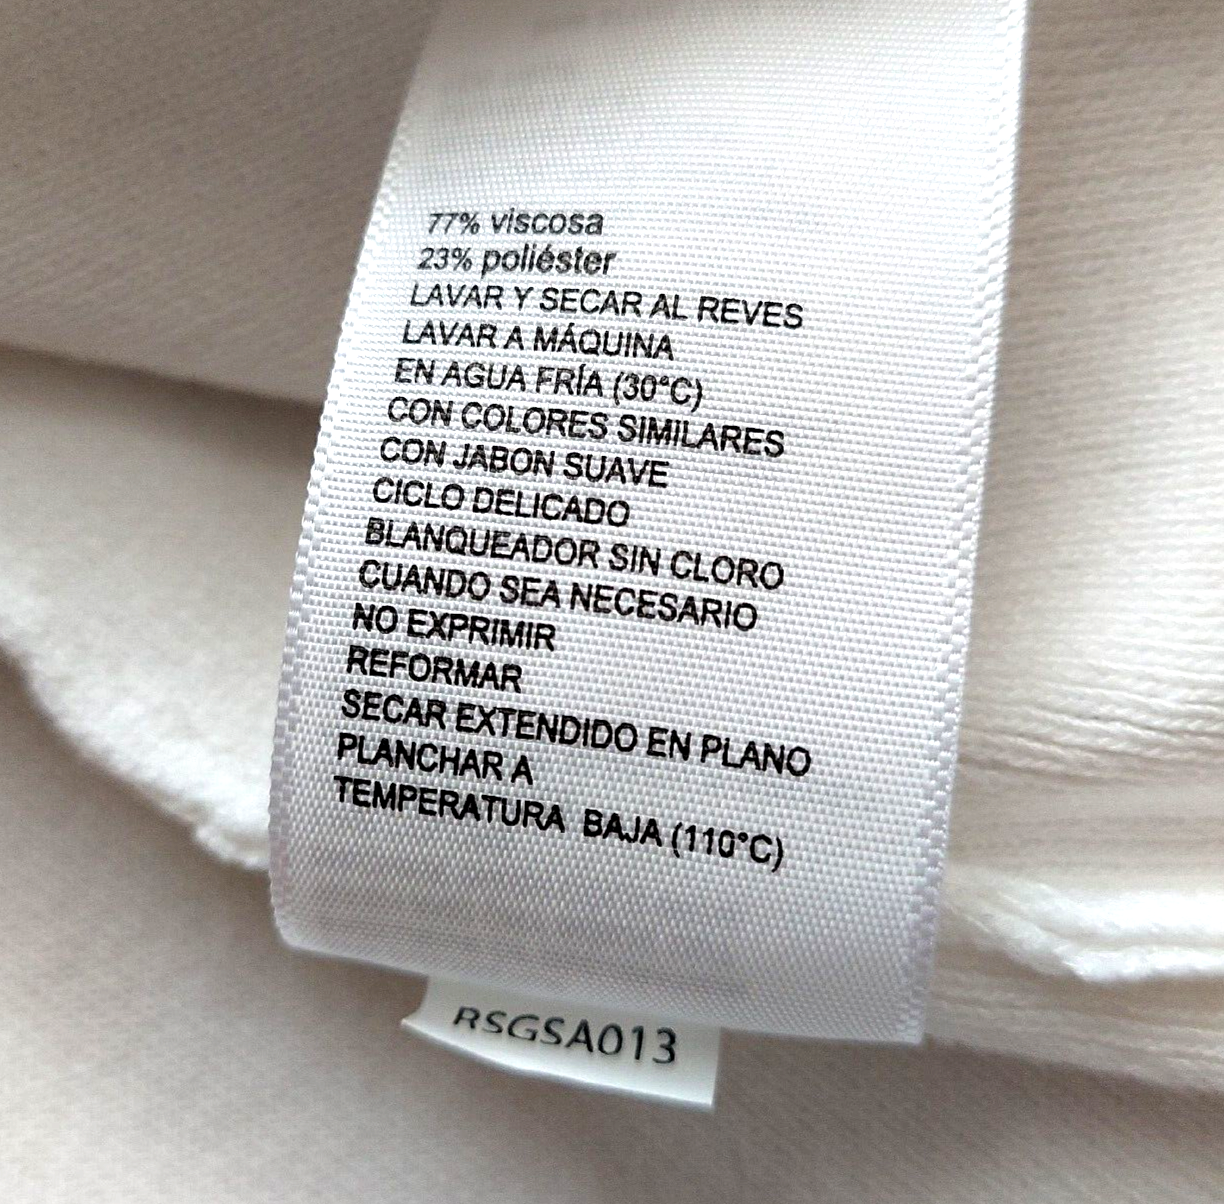 77% viscosa
23% poliéster
LAVAR Y SECAR AL REVES
LAVAR A MÁQUINA
EN AGUA FRÍA (30°C)
CON COLORES SIMILARES
CON JABON SUAVE
CICLO DELICADO
BLANQUEADOR SIN CLORO
CUANDO SEA NECESARIO
NO EXPRIMIR
REFORMAR
SECAR EXTENDIDO EN PLANO
PLANCHAR A
TEMPERATURA BAJA (110°C)
RSGSA013